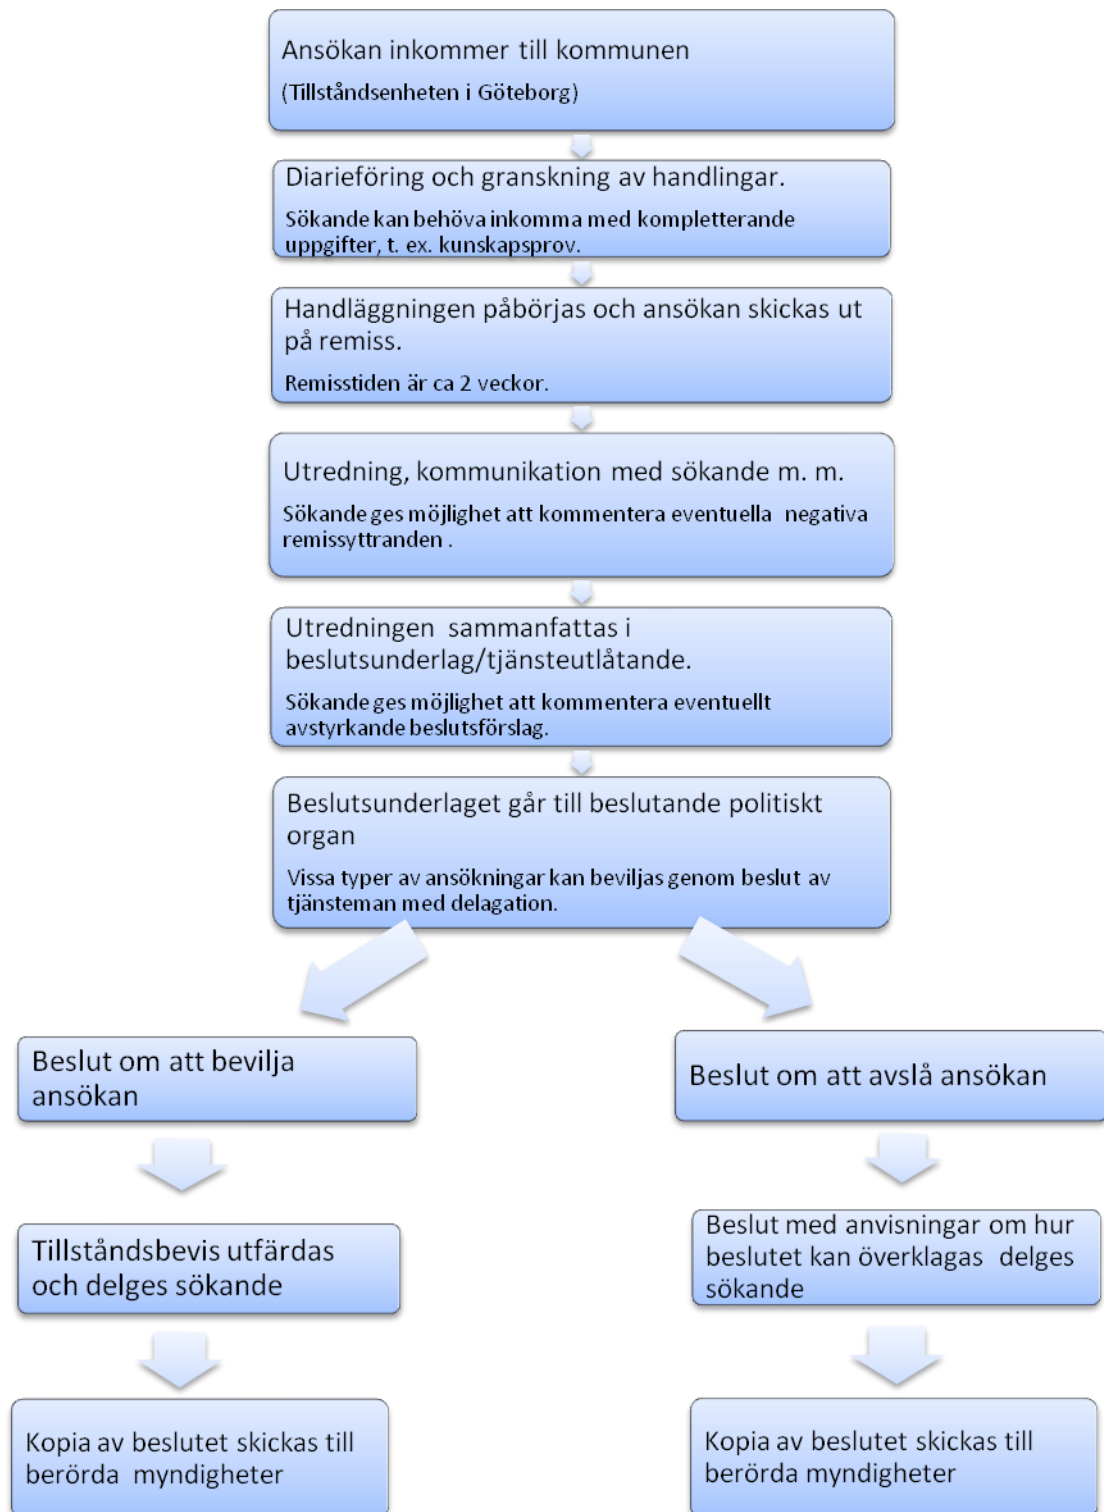 Ansökan inkommer till kommunen
(Tillståndsenheten i Göteborg)
Diarieföring och granskning av handlingar.
Sökande kan behöva inkomma med kompletterande
uppgifter, t. ex. kunskapsprov.
Handläggningen påbörjas och ansökan skickas ut
på remiss.
Remisstiden är ca 2 veckor.
Utredning, kommunikation med sökande m. m.
Sökande ges möjlighet att kommentera eventuella negativa
remissyttranden .
Utredningen sammanfattas i
beslutsunderlag/tjänsteutlåtande.
Sökande ges möjlighet att kommentera eventuellt
avstyrkande beslutsförslag.
Beslutsunderlaget går till beslutande politiskt
organ
Vissa typer av ansökningar kan beviljas genom beslut av
tjänsteman med delagation.
Beslut om att bevilja
ansökan
Tillståndsbevis utfärdas
och delges sökande
Kopia av beslutet skickas till
berörda myndigheter
Beslut om att avslå ansökan
Beslut med anvisningar om hur
beslutet kan överklagas delges
sökande
Kopia av beslutet skickas till
berörda myndigheter